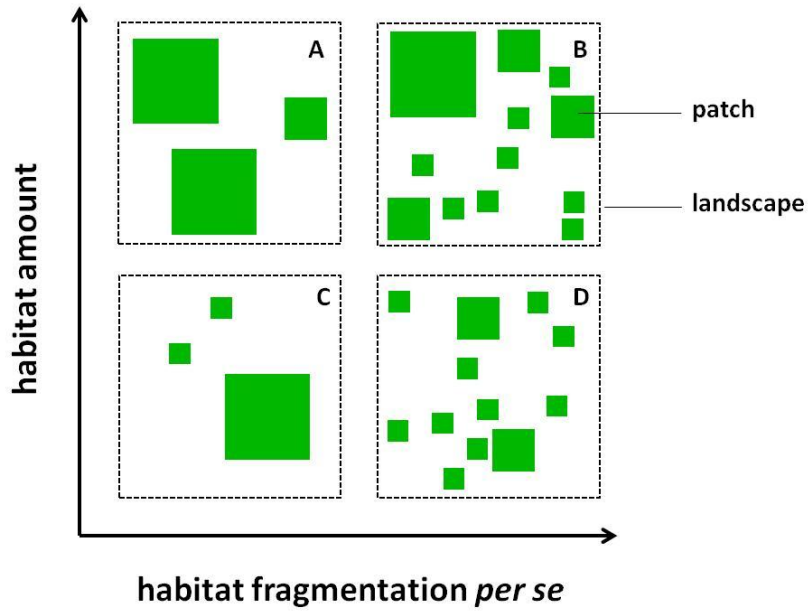 A
B
patch
habitat amount
landscape
C
D
habitat fragmentation per se